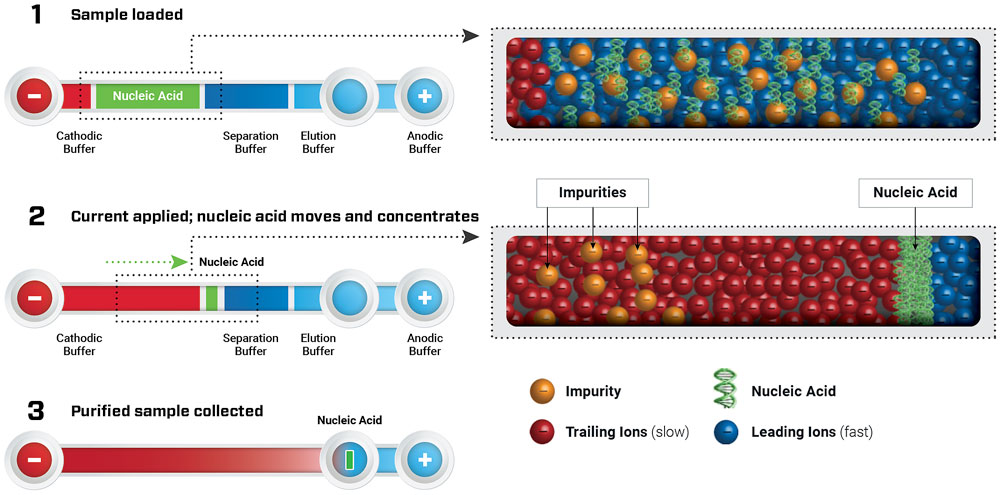 1 Sample loaded
Nucleic Acid
Cathodic
Buffer
Separation
Buffer
Elution
Buffer
Anodic
Buffer
2 Current applied; nucleic acid moves and concentrates
Impurities
Nucleic Acid
Nucleic Acid
Cathodic
Buffer
Separation
Buffer
Elution
Buffer
Anodic
Buffer
Impurity
Nucleic Acid
Trailing Ions (slow)
Leading Ions (fast)
3 Purified sample collected
Nucleic Acid